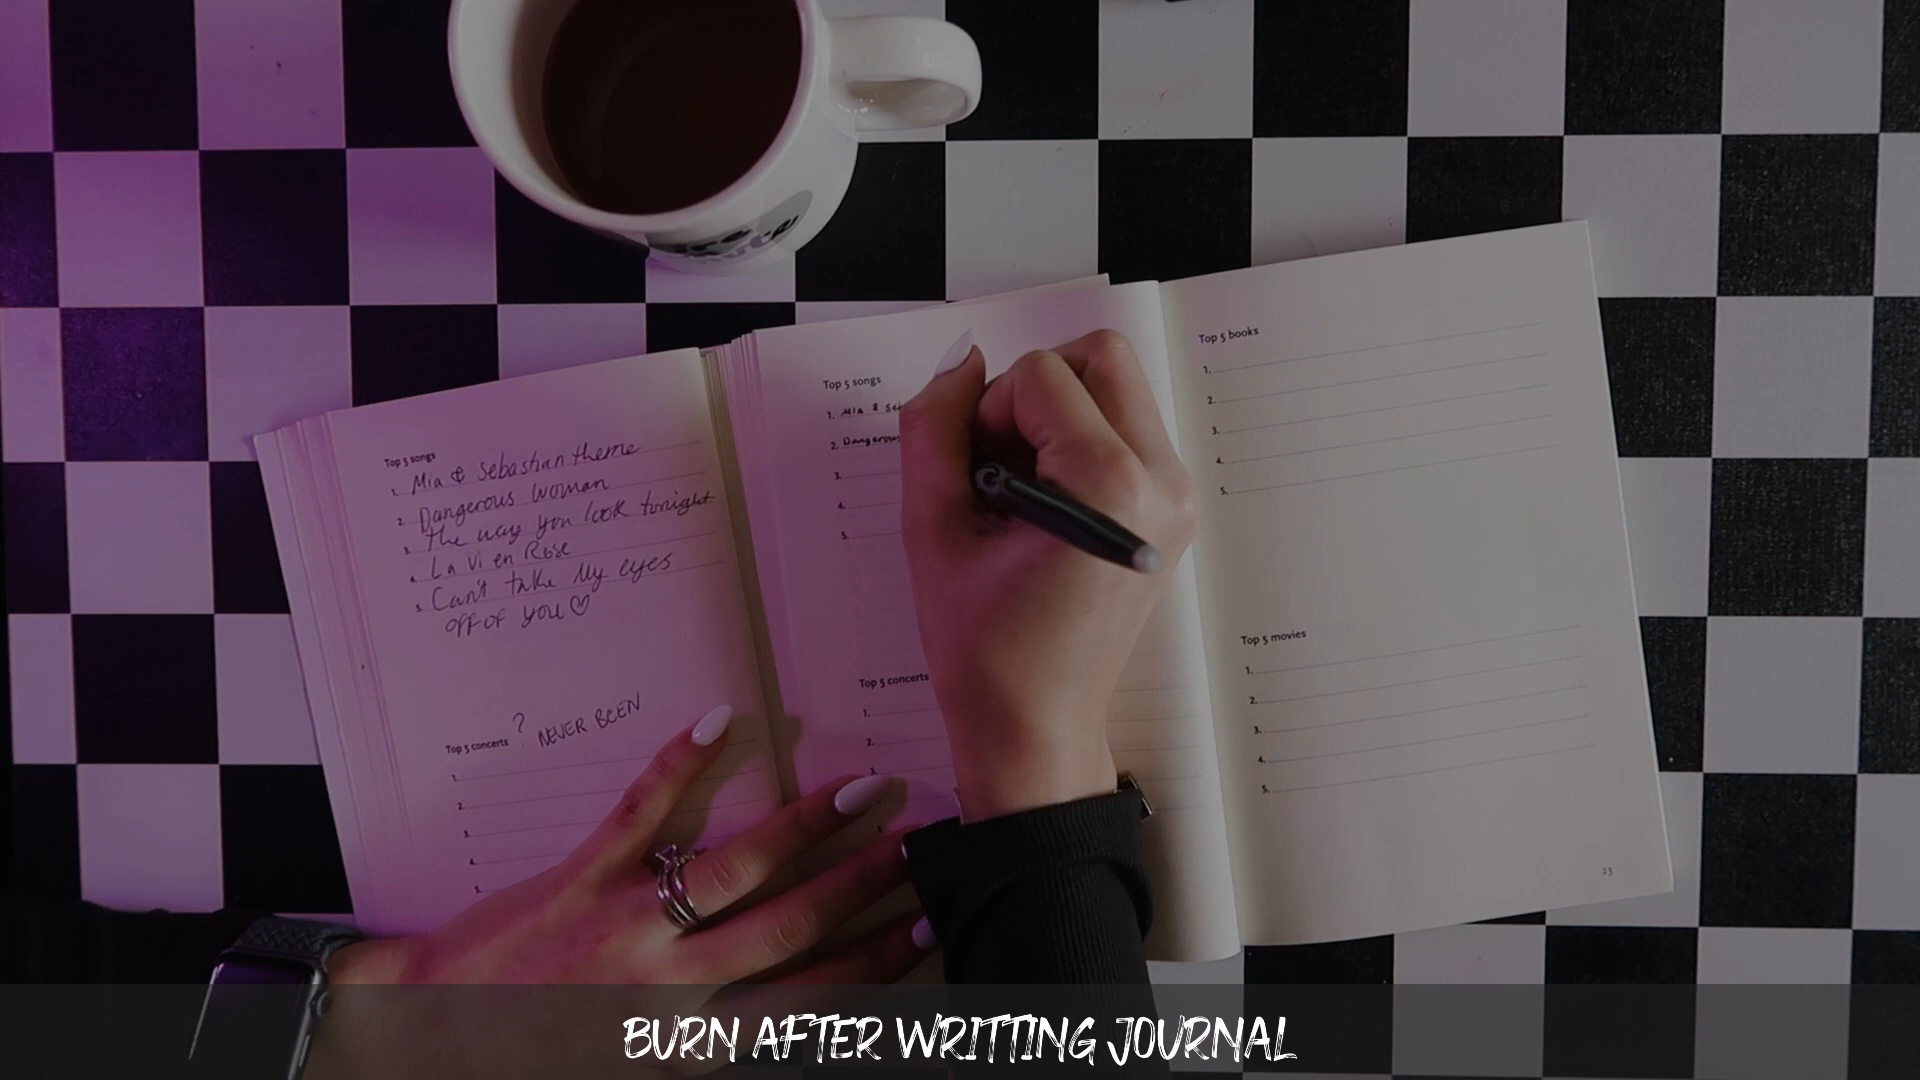 Top 5 songs
1. Mia & Sebastian theme
2. Dangerous Woman
3. the way you look tonight
4. La Vi en Rose
5. Can't take My eyes
off of you♡
Top 5 concerts ? NEVER BEEN
1.
2.
3.
4.
5.
Top 5 songs
1. Mia &
2. Dangerous
3.
4.
5.
Top 5 concerts
1.
2.
3.
5.
Top 5 books
1.
2.
3.
4.
5.
Top 5 movies
1.
2.
3.
4.
5.
23
BURN AFTER WRITTING JOURNAL